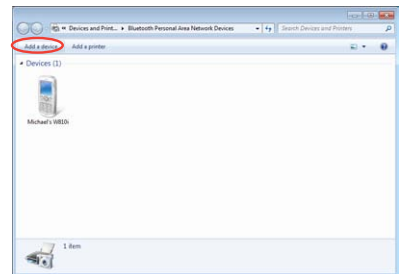 « Devices and Print... ▸ Bluetooth Personal Area Network Devices
Search Devices and Printers
Add a device
Add a printer
Devices (1)
Michael's W810i
1 item